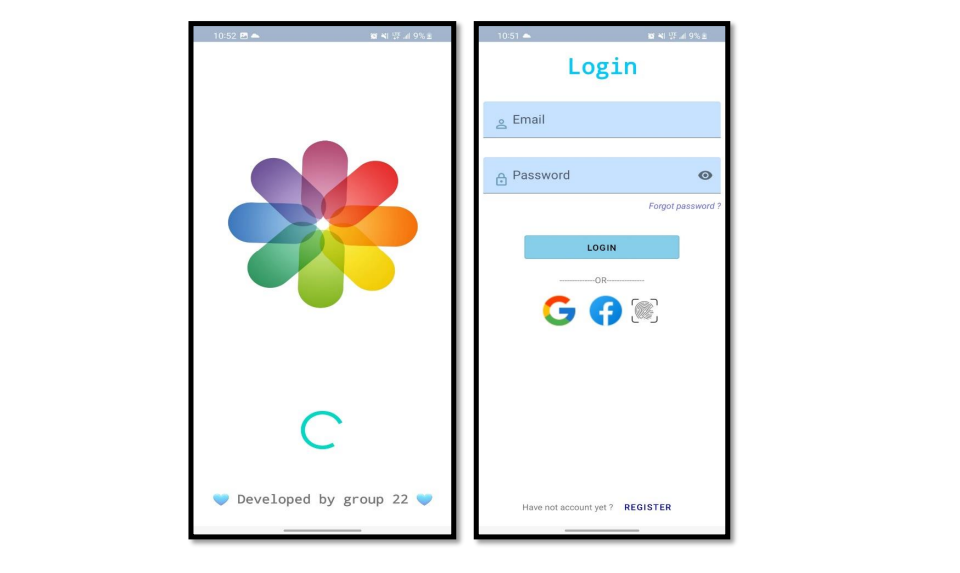 10:52
9%
Developed by group 22
10:51
9%
Login
Email
Password
Forgot password ?
LOGIN
OR
Have not account yet ? REGISTER